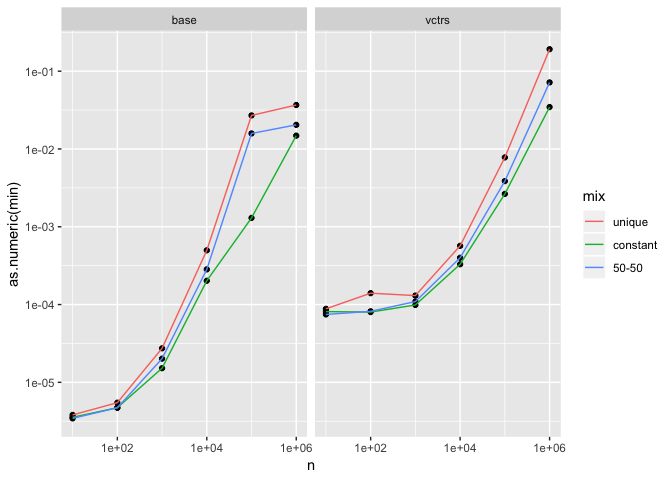 base
vctrs
1e-01
1e-02
1e-03
1e-04
1e-05
as.numeric(min)
1e+02
1e+04
1e+06
1e+02
1e+04
1e+06
n
mix
unique
constant
50-50